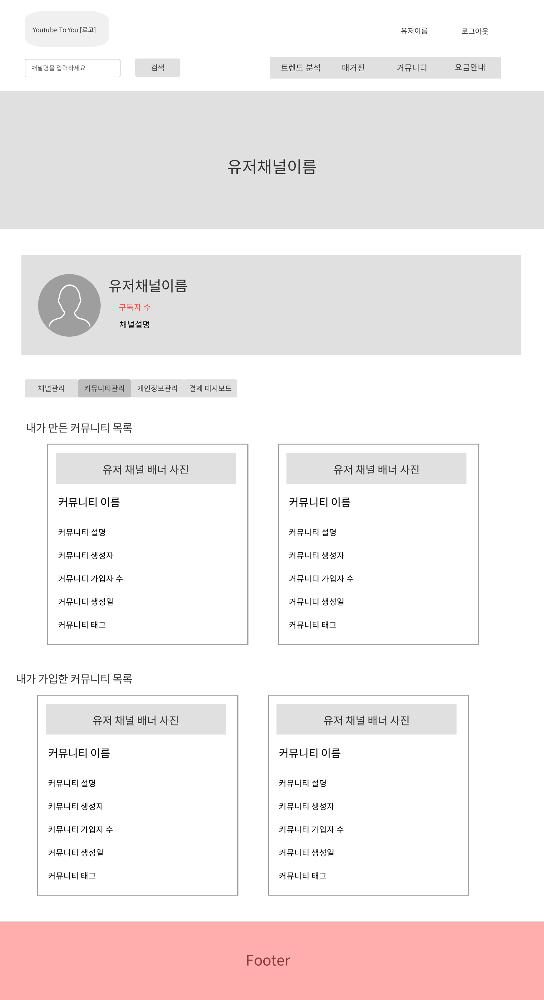 Youtube To You [로고]
유저이름 로그아웃
채널명을 입력하세요 검색 트렌드 분석 매거진 커뮤니티 요금안내
유저채널이름
유저채널이름
구독자 수
채널설명
채널관리 커뮤니티관리 개인정보관리 결제 대시보드
내가 만든 커뮤니티 목록
유저 채널 배너 사진
커뮤니티 이름
커뮤니티 설명
커뮤니티 생성자
커뮤니티 가입자 수
커뮤니티 생성일
커뮤니티 태그
유저 채널 배너 사진
커뮤니티 이름
커뮤니티 설명
커뮤니티 생성자
커뮤니티 가입자 수
커뮤니티 생성일
커뮤니티 태그
내가 가입한 커뮤니티 목록
유저 채널 배너 사진
커뮤니티 이름
커뮤니티 설명
커뮤니티 생성자
커뮤니티 가입자 수
커뮤니티 생성일
커뮤니티 태그
유저 채널 배너 사진
커뮤니티 이름
커뮤니티 설명
커뮤니티 생성자
커뮤니티 가입자 수
커뮤니티 생성일
커뮤니티 태그
Footer